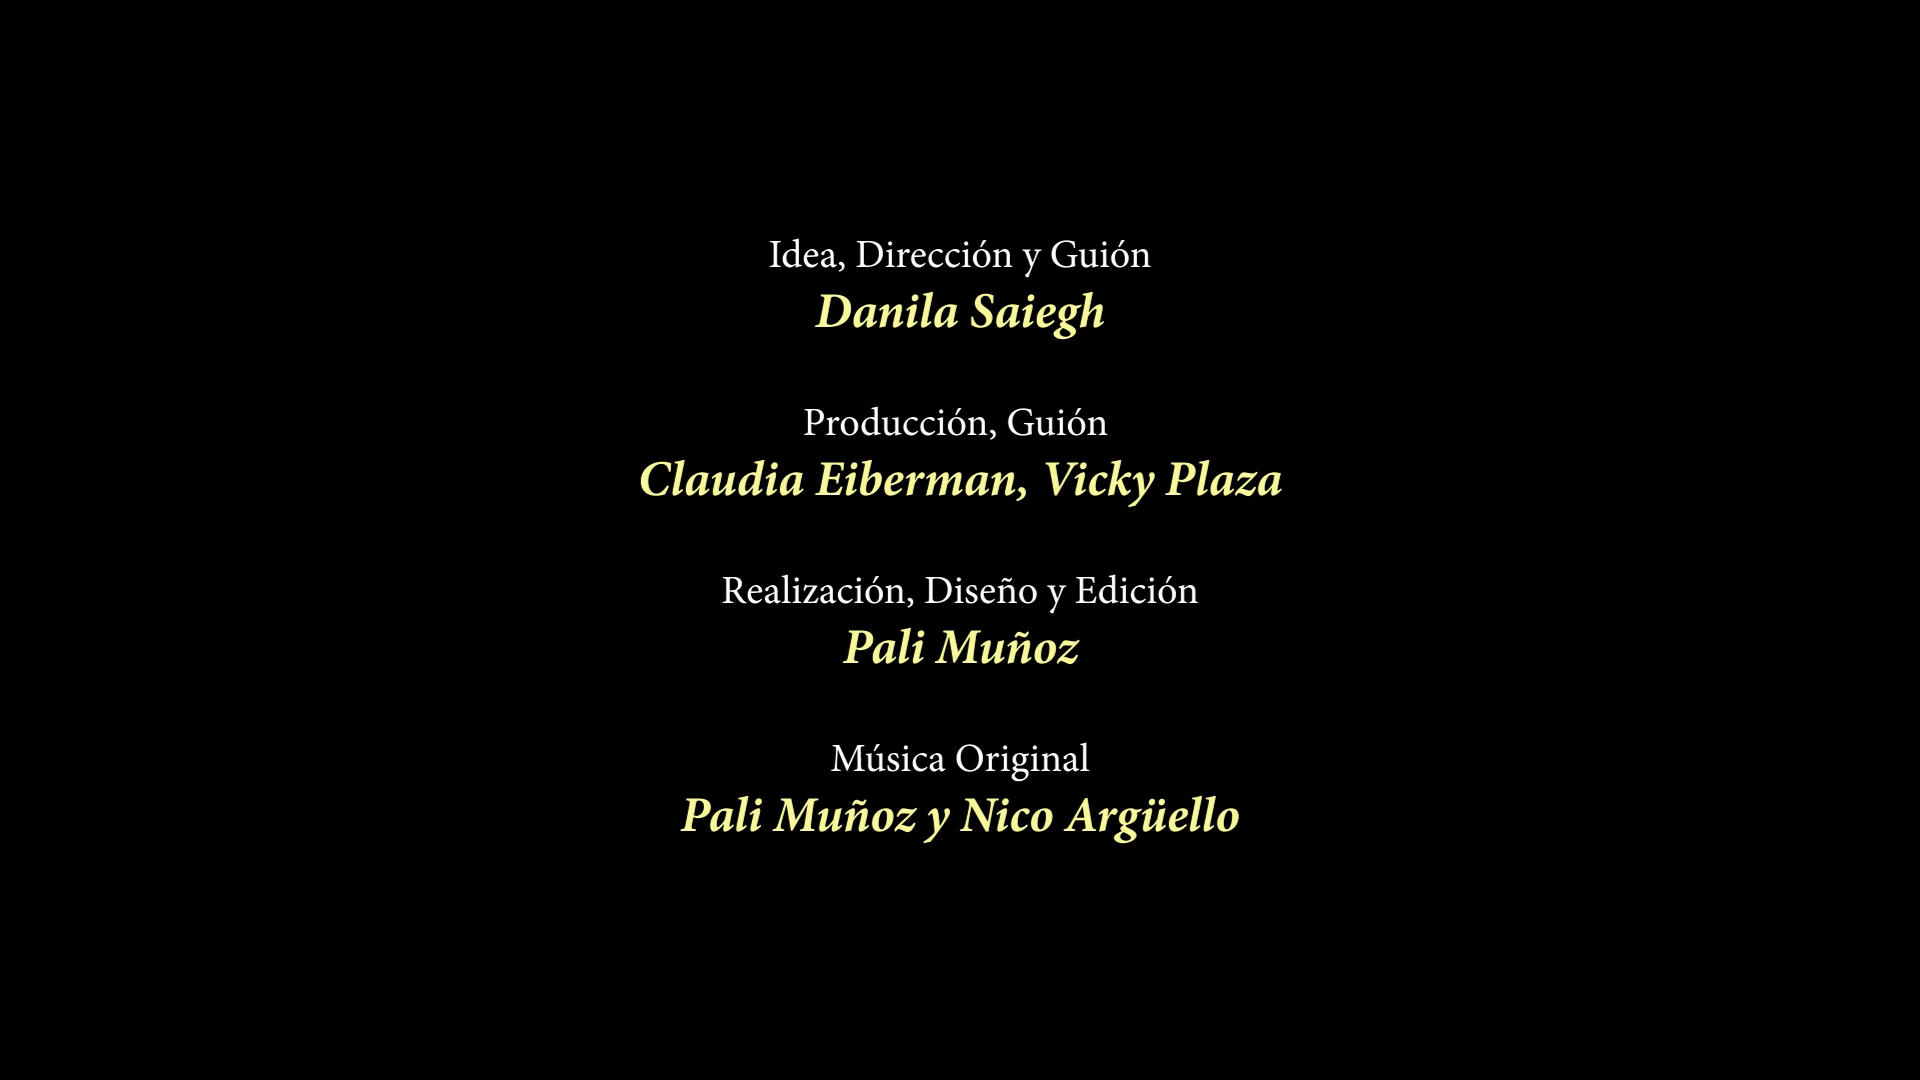 Idea, Dirección y Guión
Danila Saiegh
Producción, Guión
Claudia Eiberman, Vicky Plaza
Realización, Diseño y Edición
Pali Muñoz
Música Original
Pali Muñoz y Nico Argüello